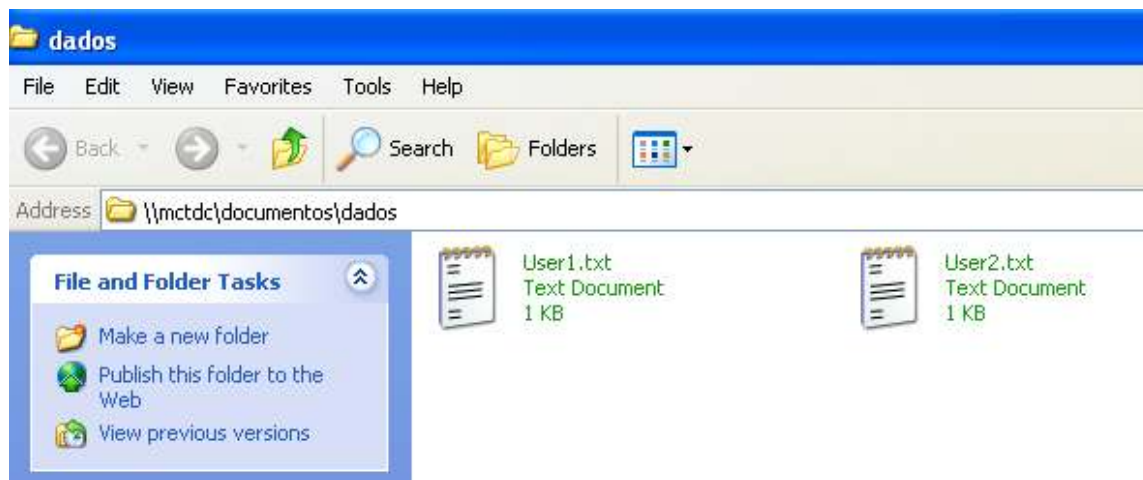 dados
File Edit View Favorites Tools Help
Back Search Folders
Address \\mctdc\documentos\dados
File and Folder Tasks
Make a new folder
Publish this folder to the
Web
View previous versions
User1.txt
Text Document
1 KB
User2.txt
Text Document
1 KB